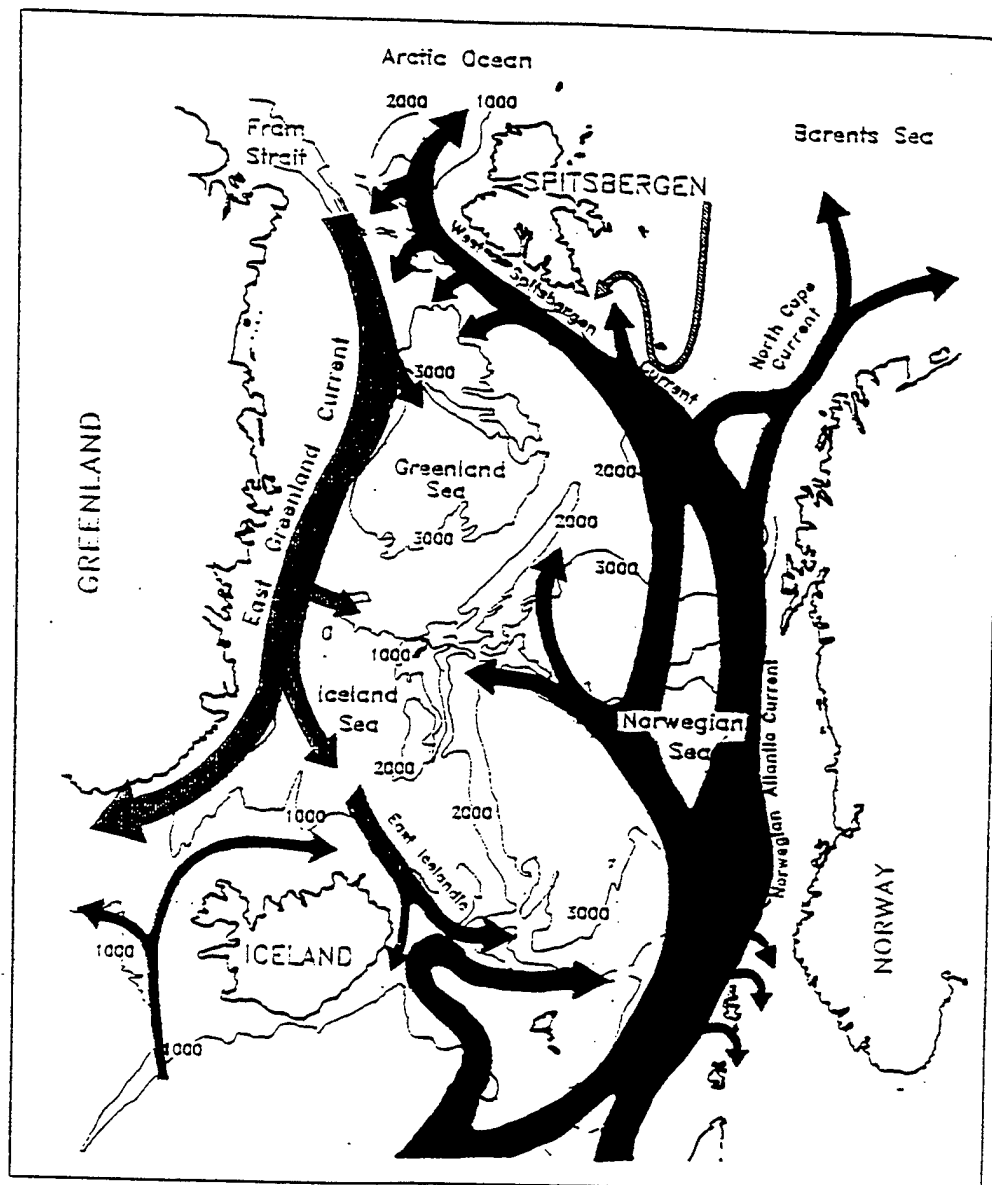 Arctic Ocean
2000
1000
Fram
Strait
Barents Sea
SPITSBERGEN
Western Spitsbergen
Current
North Cape
Current
3000
GREENLAND
East Greenland Current
Greenland
Sea
2000
3000
2000
3000
1000
Iceland
Sea
Norwegian
Sea
Norwegian Atlantic Current
2000
2000
1000
East Icelandic
3000
1000
ICELAND
NORWAY
1000